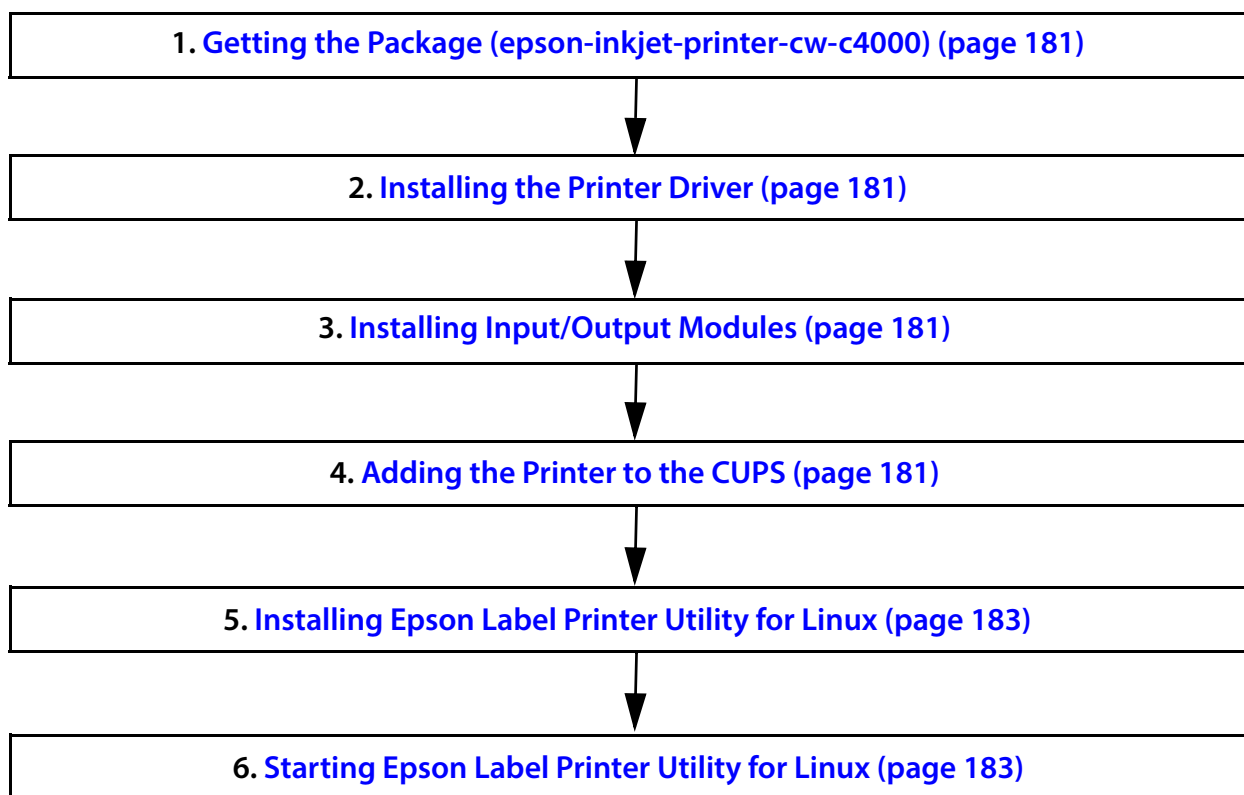 1. Getting the Package (epson-inkjet-printer-cw-c4000) (page 181)
2. Installing the Printer Driver (page 181)
3. Installing Input/Output Modules (page 181)
4. Adding the Printer to the CUPS (page 181)
5. Installing Epson Label Printer Utility for Linux (page 183)
6. Starting Epson Label Printer Utility for Linux (page 183)